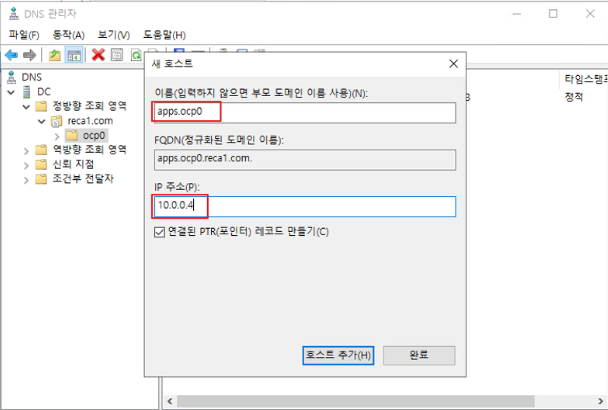 DNS 관리자
파일(F) 동작(A) 보기(V) 도움말(H)
DNS
DC
정방향 조회 영역
reca1.com
ocp0
역방향 조회 영역
신뢰 지점
조건부 전달자
새 호스트
이름(입력하지 않으면 부모 도메인 이름 사용)(N):
apps.ocp0
FQDN(정규화된 도메인 이름):
apps.ocp0.reca1.com.
IP 주소(P):
10.0.0.4
연결된 PTR(포인터) 레코드 만들기(C)
호스트 추가(H) 완료
타임스탬프
3 정적